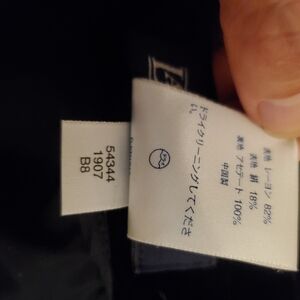 表地 レーヨン 82%
表地 絹 18%
裏地 アセテート 100%
中国製
ドライクリーニングしてくださ
い。
54344
1907
B8